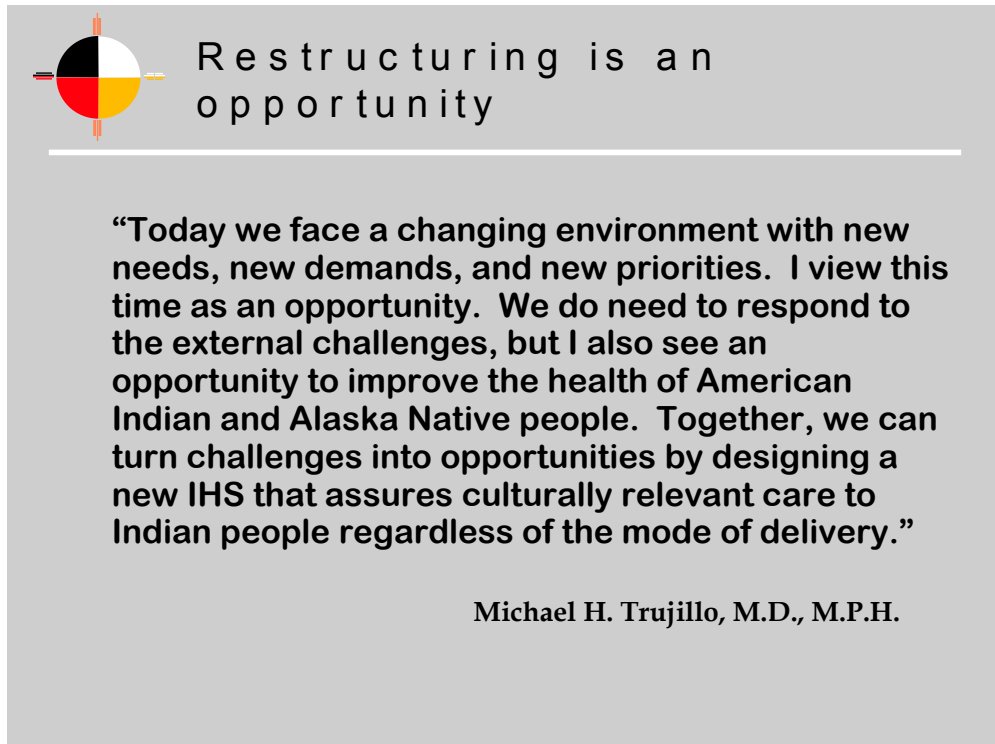 Restructuring is an
opportunity
“Today we face a changing environment with new
needs, new demands, and new priorities.  I view this
time as an opportunity.  We do need to respond to
the external challenges, but I also see an
opportunity to improve the health of American
Indian and Alaska Native people.  Together, we can
turn challenges into opportunities by designing a
new IHS that assures culturally relevant care to
Indian people regardless of the mode of delivery.”
Michael H. Trujillo, M.D., M.P.H.